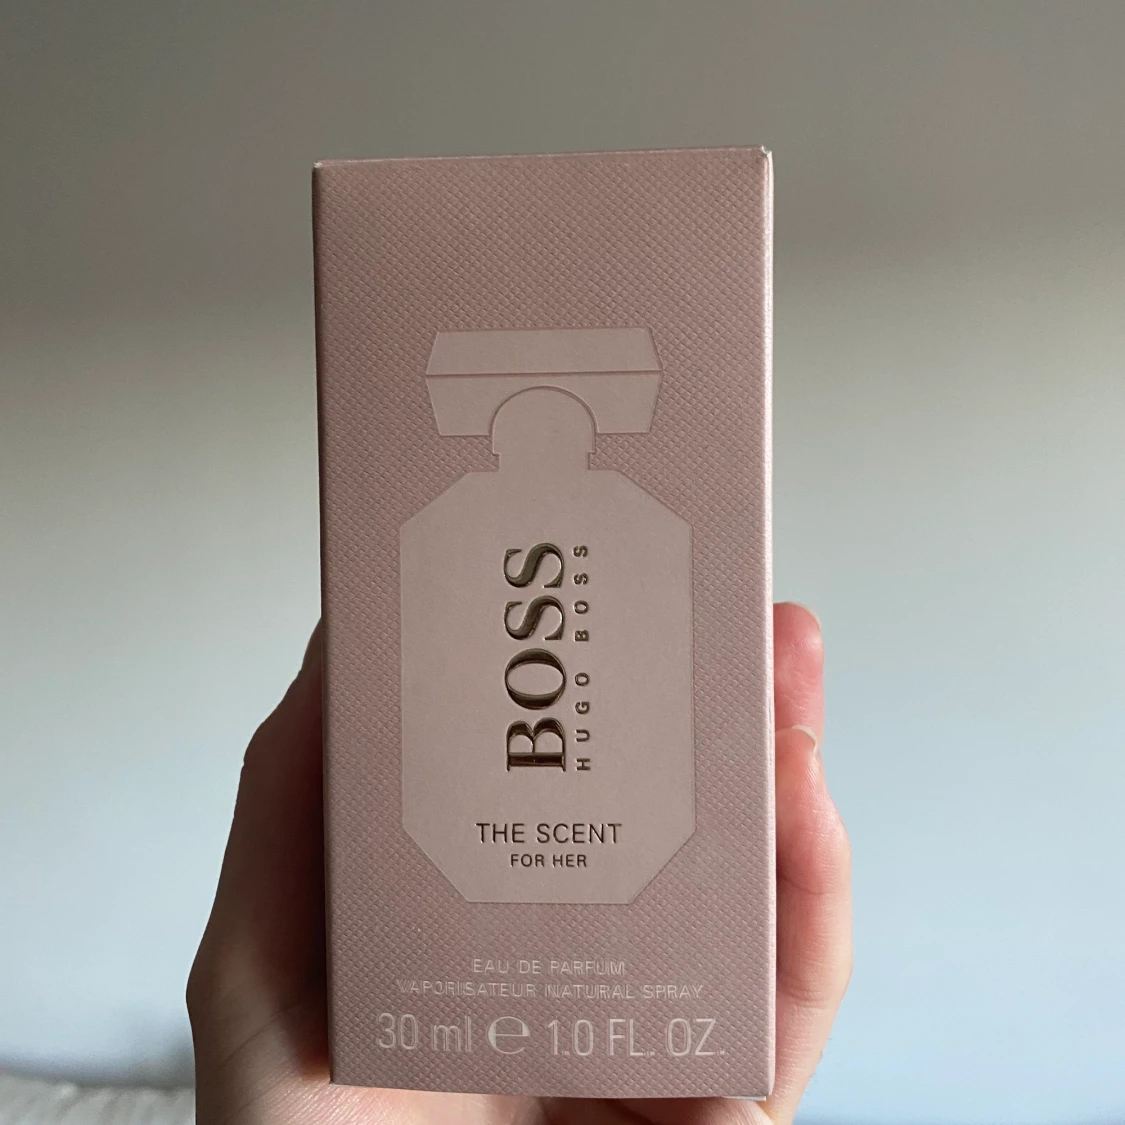 BOSS
HUGO BOSS
THE SCENT
FOR HER
EAU DE PARFUM
VAPORISATEUR NATURAL SPRAY
30 ml ℮ 1.0 FL. OZ.